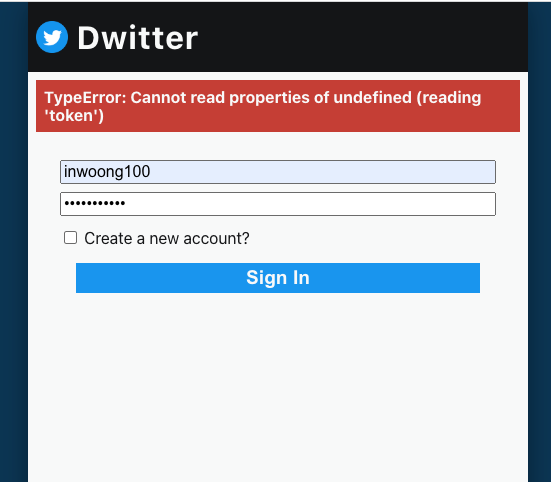 Dwitter
TypeError: Cannot read properties of undefined (reading
'token')
inwoong100
•••••••••••
Create a new account?
Sign In